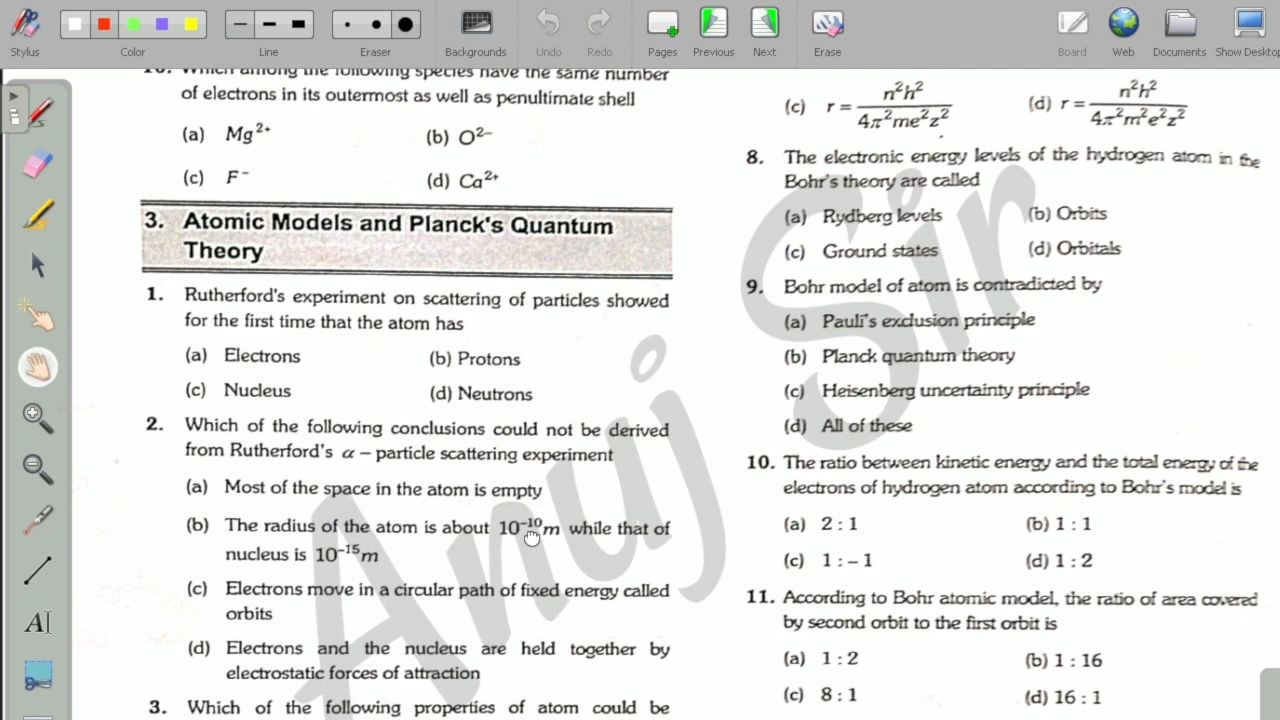 Stylus
Color
Line
Eraser
Backgrounds
Undo
Redo
Pages
Previous
Next
Erase
Board
Web
Documents
Show Desktop
10. Which among the following species have the same number
of electrons in its outermost as well as penultimate shell
(a) Mg²⁺ (b) O²⁻
(c) F⁻ (d) Ca²⁺
3. Atomic Models and Planck's Quantum
Theory
1. Rutherford's experiment on scattering of particles showed
for the first time that the atom has
(a) Electrons (b) Protons
(c) Nucleus (d) Neutrons
2. Which of the following conclusions could not be derived
from Rutherford's α – particle scattering experiment
(a) Most of the space in the atom is empty
(b) The radius of the atom is about 10⁻¹⁰m while that of
nucleus is 10⁻¹⁵m
(c) Electrons move in a circular path of fixed energy called
orbits
(d) Electrons and the nucleus are held together by
electrostatic forces of attraction
3. Which of the following properties of atom could be
(c) r = n²h² / 4π²me²z² (d) r = n²h² / 4π²m²e²z²
8. The electronic energy levels of the hydrogen atom in the
Bohr's theory are called
(a) Rydberg levels (b) Orbits
(c) Ground states (d) Orbitals
9. Bohr model of atom is contradicted by
(a) Pauli's exclusion principle
(b) Planck quantum theory
(c) Heisenberg uncertainty principle
(d) All of these
10. The ratio between kinetic energy and the total energy of the
electrons of hydrogen atom according to Bohr's model is
(a) 2 : 1 (b) 1 : 1
(c) 1 : – 1 (d) 1 : 2
11. According to Bohr atomic model, the ratio of area covered
by second orbit to the first orbit is
(a) 1 : 2 (b) 1 : 16
(c) 8 : 1 (d) 16 : 1
Anuj Sir
AI